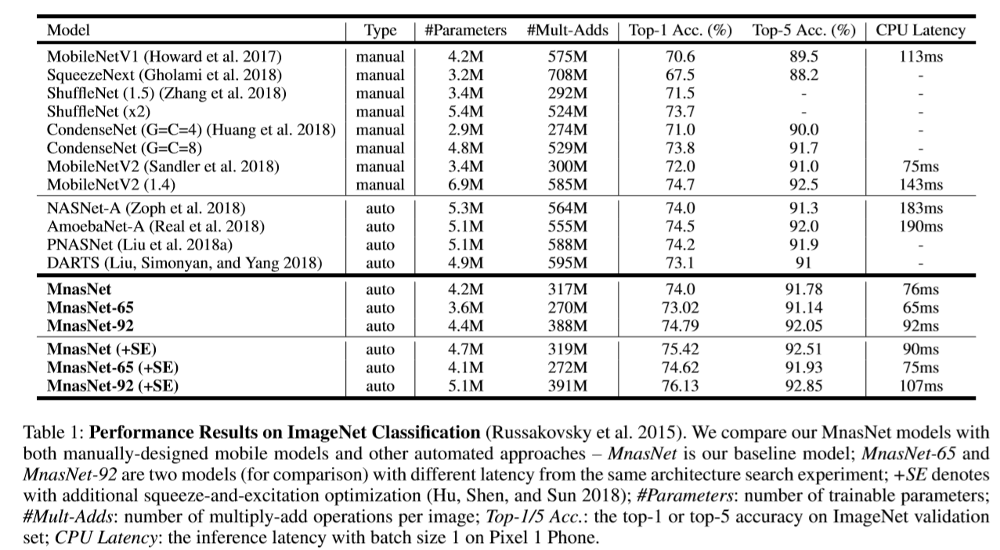 Model Type #Parameters #Mult-Adds Top-1 Acc. (%) Top-5 Acc. (%) CPU Latency
MobileNetV1 (Howard et al. 2017) manual 4.2M 575M 70.6 89.5 113ms
SqueezeNext (Gholami et al. 2018) manual 3.2M 708M 67.5 88.2 -
ShuffleNet (1.5) (Zhang et al. 2018) manual 3.4M 292M 71.5 - -
ShuffleNet (x2) manual 5.4M 524M 73.7 - -
CondenseNet (G=C=4) (Huang et al. 2018) manual 2.9M 274M 71.0 90.0 -
CondenseNet (G=C=8) manual 4.8M 529M 73.8 91.7 -
MobileNetV2 (Sandler et al. 2018) manual 3.4M 300M 72.0 91.0 75ms
MobileNetV2 (1.4) manual 6.9M 585M 74.7 92.5 143ms
NASNet-A (Zoph et al. 2018) auto 5.3M 564M 74.0 91.3 183ms
AmoebaNet-A (Real et al. 2018) auto 5.1M 555M 74.5 92.0 190ms
PNASNet (Liu et al. 2018a) auto 5.1M 588M 74.2 91.9 -
DARTS (Liu, Simonyan, and Yang 2018) auto 4.9M 595M 73.1 91 -
MnasNet auto 4.2M 317M 74.0 91.78 76ms
MnasNet-65 auto 3.6M 270M 73.02 91.14 65ms
MnasNet-92 auto 4.4M 388M 74.79 92.05 92ms
MnasNet (+SE) auto 4.7M 319M 75.42 92.51 90ms
MnasNet-65 (+SE) auto 4.1M 272M 74.62 91.93 75ms
MnasNet-92 (+SE) auto 5.1M 391M 76.13 92.85 107ms
Table 1: Performance Results on ImageNet Classification (Russakovsky et al. 2015). We compare our MnasNet models with
both manually-designed mobile models and other automated approaches – MnasNet is our baseline model; MnasNet-65 and
MnasNet-92 are two models (for comparison) with different latency from the same architecture search experiment; +SE denotes
with additional squeeze-and-excitation optimization (Hu, Shen, and Sun 2018); #Parameters: number of trainable parameters;
#Mult-Adds: number of multiply-add operations per image; Top-1/5 Acc.: the top-1 or top-5 accuracy on ImageNet validation
set; CPU Latency: the inference latency with batch size 1 on Pixel 1 Phone.